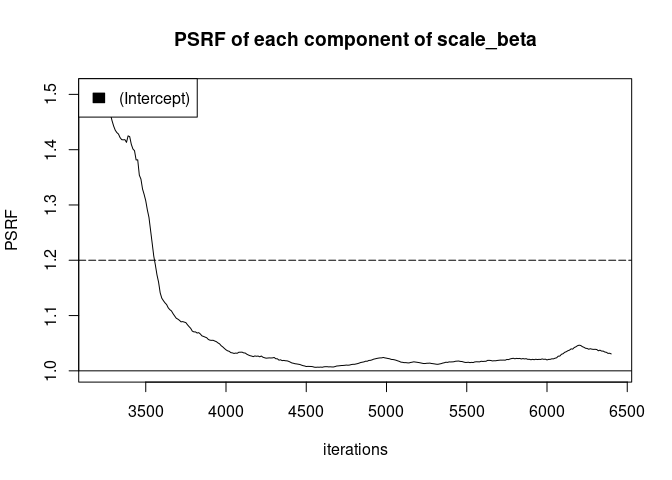 PSRF of each component of scale_beta
(Intercept)
PSRF
1.5
1.4
1.3
1.2
1.1
1.0
3500 4000 4500 5000 5500 6000 6500
iterations